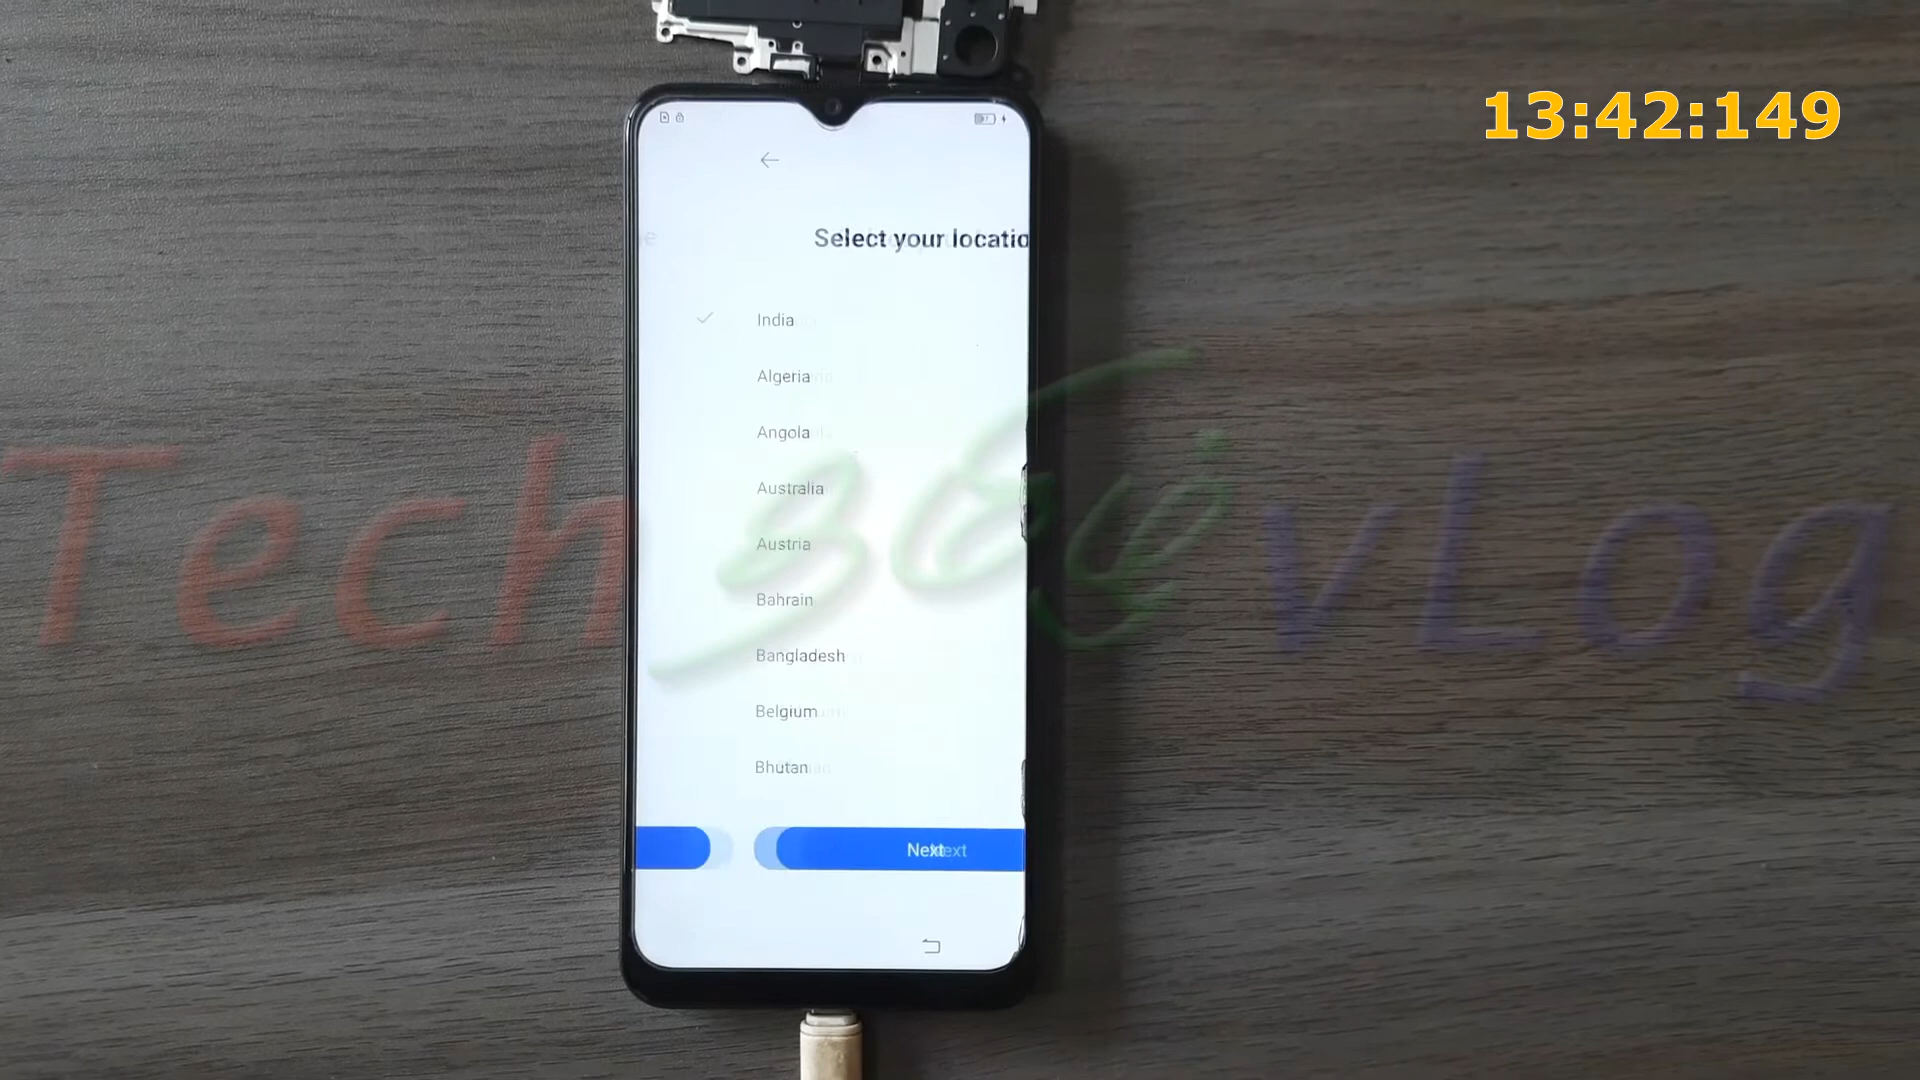 13:42:149
Select your locatio
India
Algeria
Angola
Australia
Austria
Bahrain
Bangladesh
Belgium
Bhutan
Next
Tech
vLog